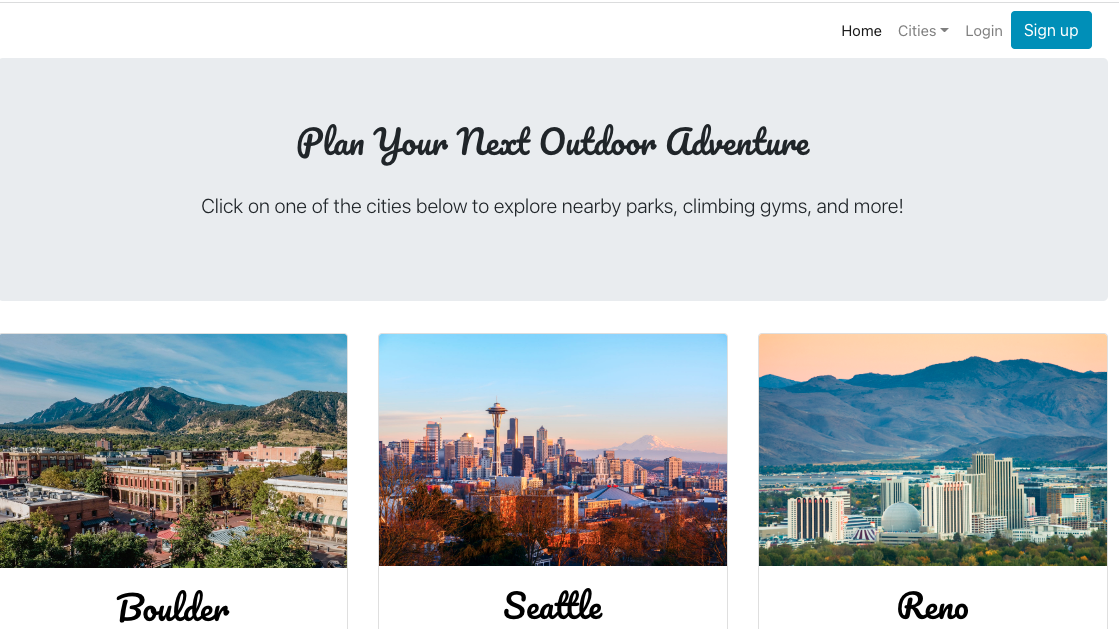 Home Cities Login Sign up
Plan Your Next Outdoor Adventure
Click on one of the cities below to explore nearby parks, climbing gyms, and more!
Boulder Seattle Reno